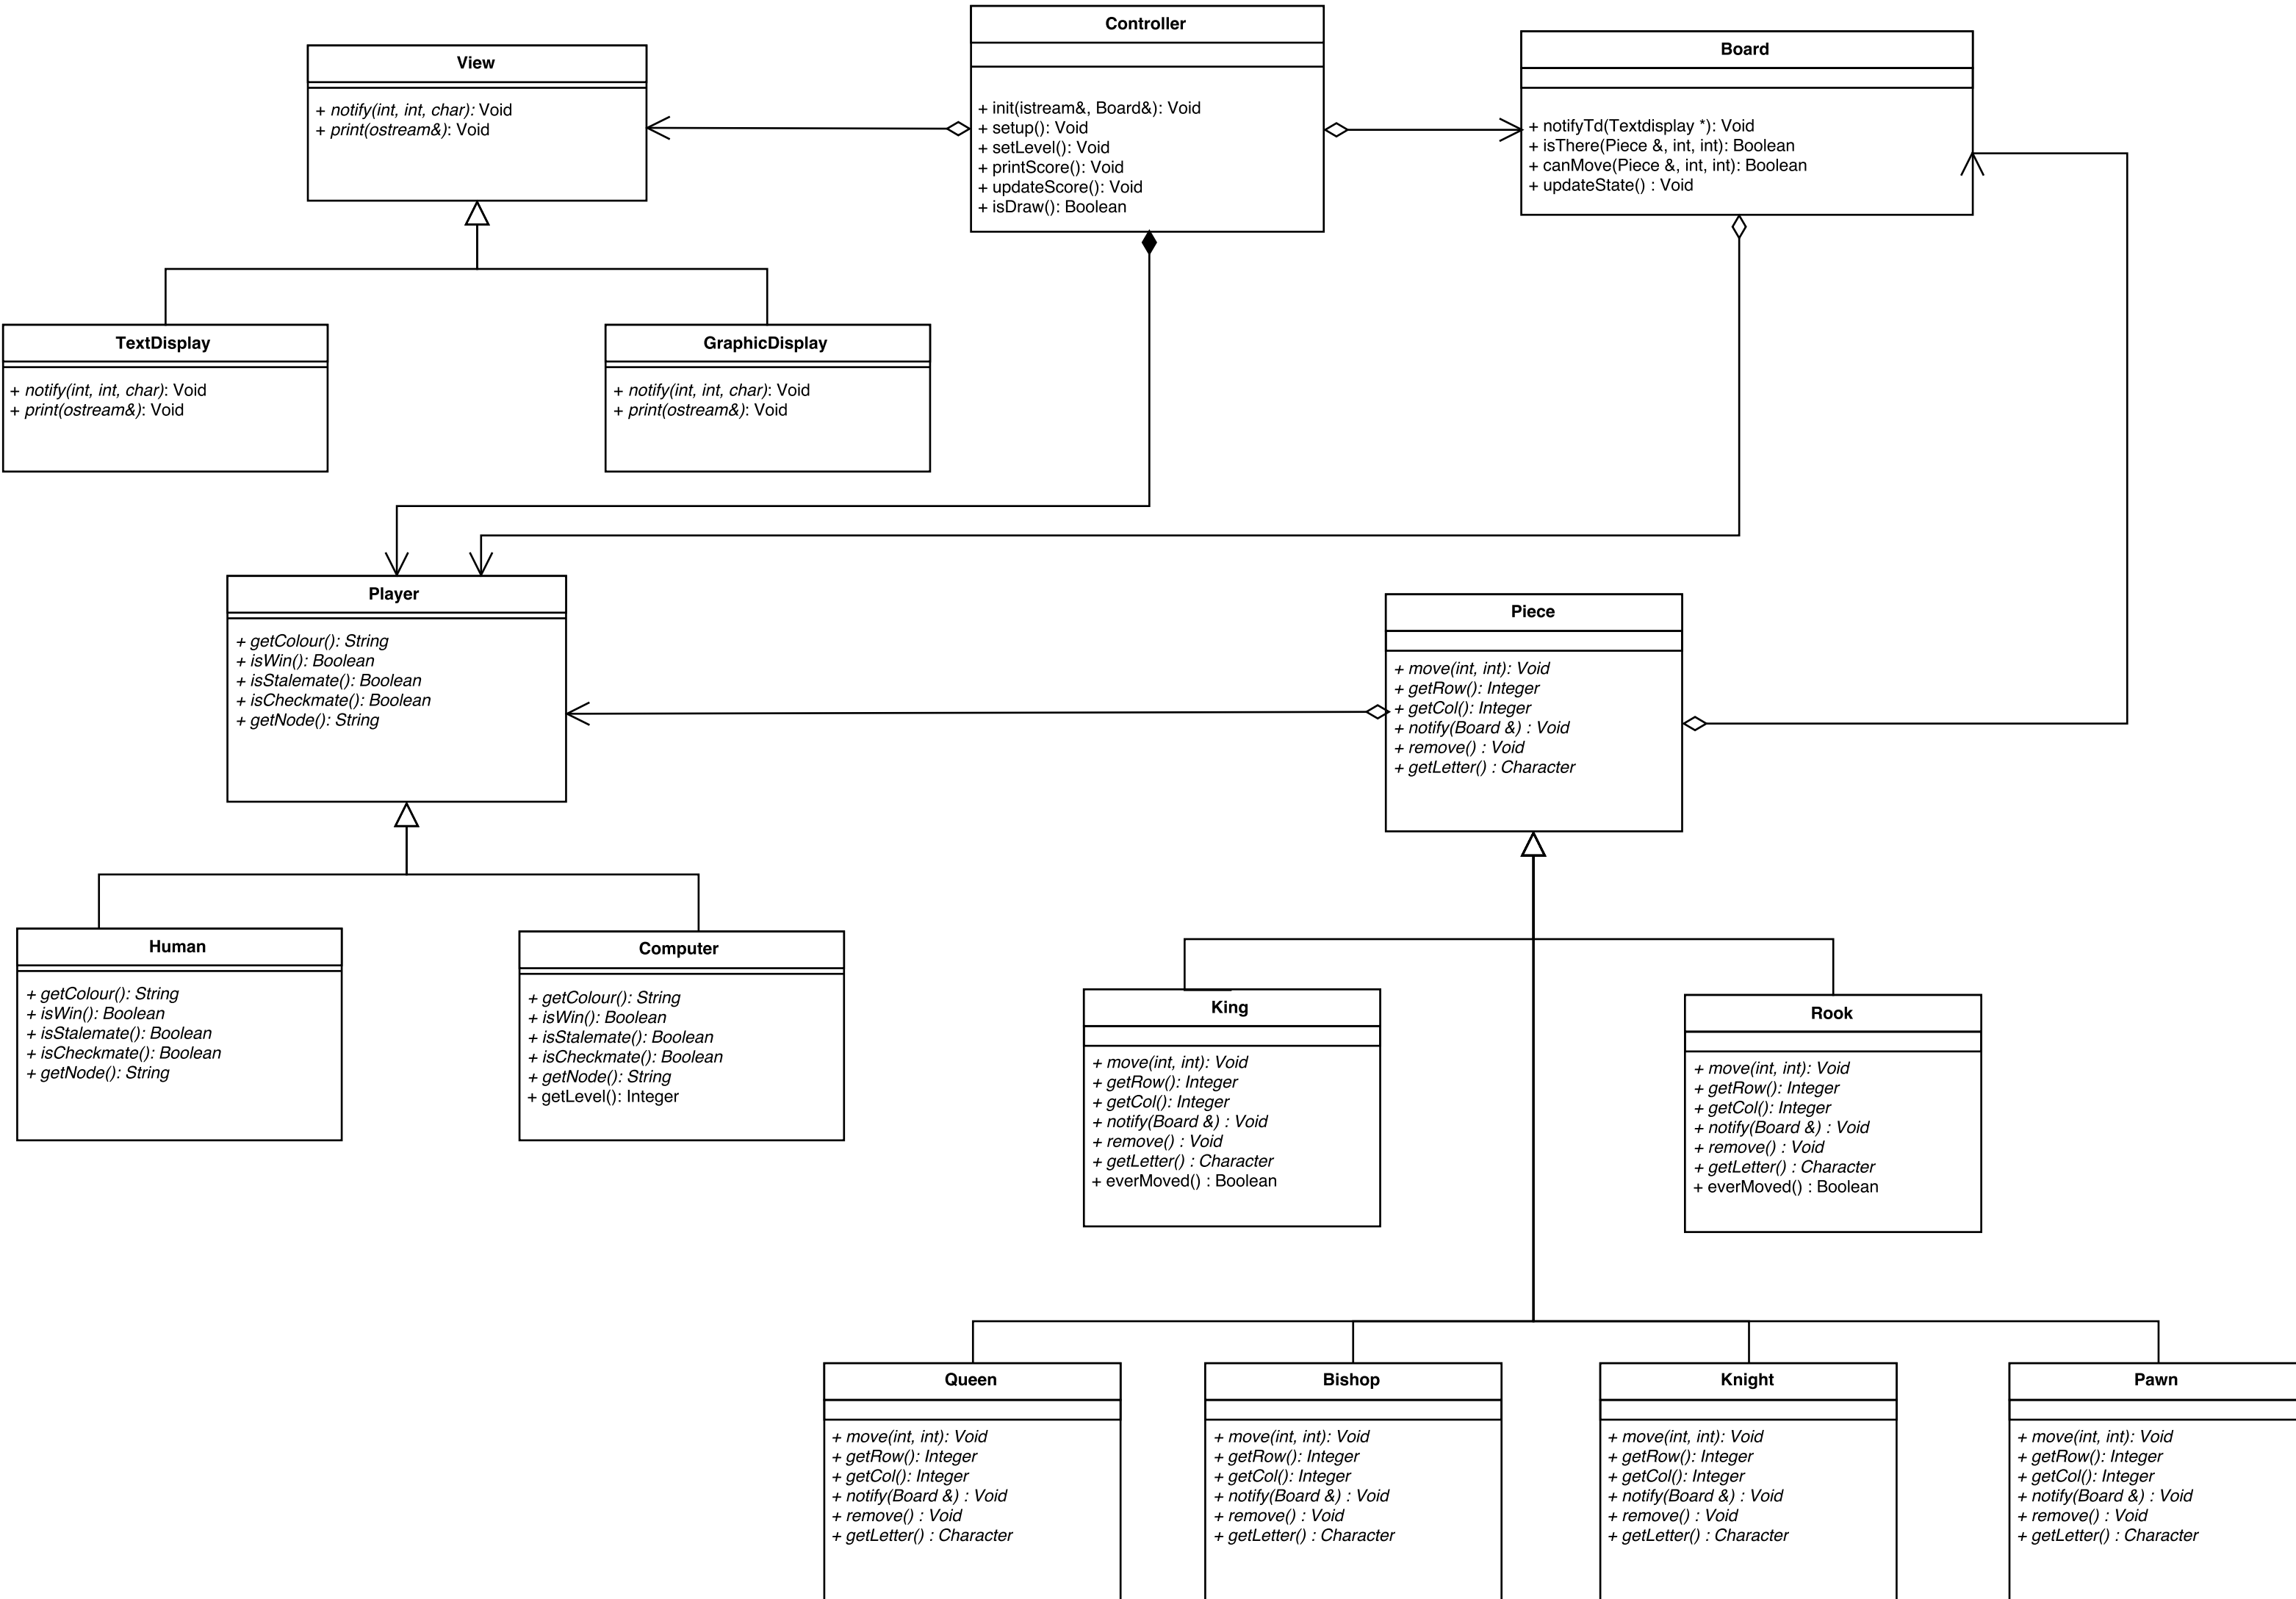 View
+ notify(int, int, char): Void
+ print(ostream&): Void
Controller
+ init(istream&, Board&): Void
+ setup(): Void
+ setLevel(): Void
+ printScore(): Void
+ updateScore(): Void
+ isDraw(): Boolean
Board
+ notifyTd(Textdisplay *): Void
+ isThere(Piece &, int, int): Boolean
+ canMove(Piece &, int, int): Boolean
+ updateState() : Void
TextDisplay
+ notify(int, int, char): Void
+ print(ostream&): Void
GraphicDisplay
+ notify(int, int, char): Void
+ print(ostream&): Void
Player
+ getColour(): String
+ isWin(): Boolean
+ isStalemate(): Boolean
+ isCheckmate(): Boolean
+ getNode(): String
Piece
+ move(int, int): Void
+ getRow(): Integer
+ getCol(): Integer
+ notify(Board &) : Void
+ remove() : Void
+ getLetter() : Character
Human
+ getColour(): String
+ isWin(): Boolean
+ isStalemate(): Boolean
+ isCheckmate(): Boolean
+ getNode(): String
Computer
+ getColour(): String
+ isWin(): Boolean
+ isStalemate(): Boolean
+ isCheckmate(): Boolean
+ getNode(): String
+ getLevel(): Integer
King
+ move(int, int): Void
+ getRow(): Integer
+ getCol(): Integer
+ notify(Board &) : Void
+ remove() : Void
+ getLetter() : Character
+ everMoved() : Boolean
Rook
+ move(int, int): Void
+ getRow(): Integer
+ getCol(): Integer
+ notify(Board &) : Void
+ remove() : Void
+ getLetter() : Character
+ everMoved() : Boolean
Queen
+ move(int, int): Void
+ getRow(): Integer
+ getCol(): Integer
+ notify(Board &) : Void
+ remove() : Void
+ getLetter() : Character
Bishop
+ move(int, int): Void
+ getRow(): Integer
+ getCol(): Integer
+ notify(Board &) : Void
+ remove() : Void
+ getLetter() : Character
Knight
+ move(int, int): Void
+ getRow(): Integer
+ getCol(): Integer
+ notify(Board &) : Void
+ remove() : Void
+ getLetter() : Character
Pawn
+ move(int, int): Void
+ getRow(): Integer
+ getCol(): Integer
+ notify(Board &) : Void
+ remove() : Void
+ getLetter() : Character